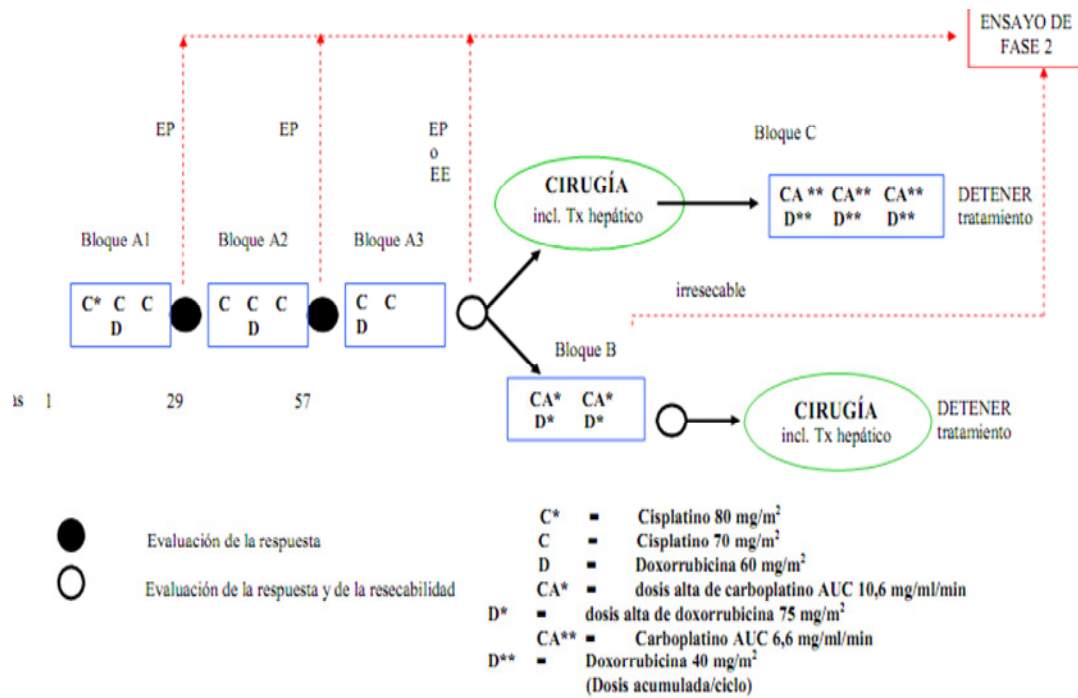 ENSAYO DE
FASE 2
EP
EP
EP
o
EE
Bloque C
CIRUGÍA
incl. Tx hepático
CA ** CA** CA**
D** D** D**
DETENER
tratamiento
Bloque A1
Bloque A2
Bloque A3
C* C C
D
C C C
D
C C
D
irresecable
Bloque B
CA* CA*
D* D*
CIRUGÍA
incl. Tx hepático
DETENER
tratamiento
as 1 29 57
Evaluación de la respuesta
Evaluación de la respuesta y de la resecabilidad
C* = Cisplatino 80 mg/m²
C = Cisplatino 70 mg/m²
D = Doxorrubicina 60 mg/m²
CA* = dosis alta de carboplatino AUC 10,6 mg/ml/min
D* = dosis alta de doxorrubicina 75 mg/m²
CA** = Carboplatino AUC 6,6 mg/ml/min
D** = Doxorrubicina 40 mg/m²
(Dosis acumulada/ciclo)